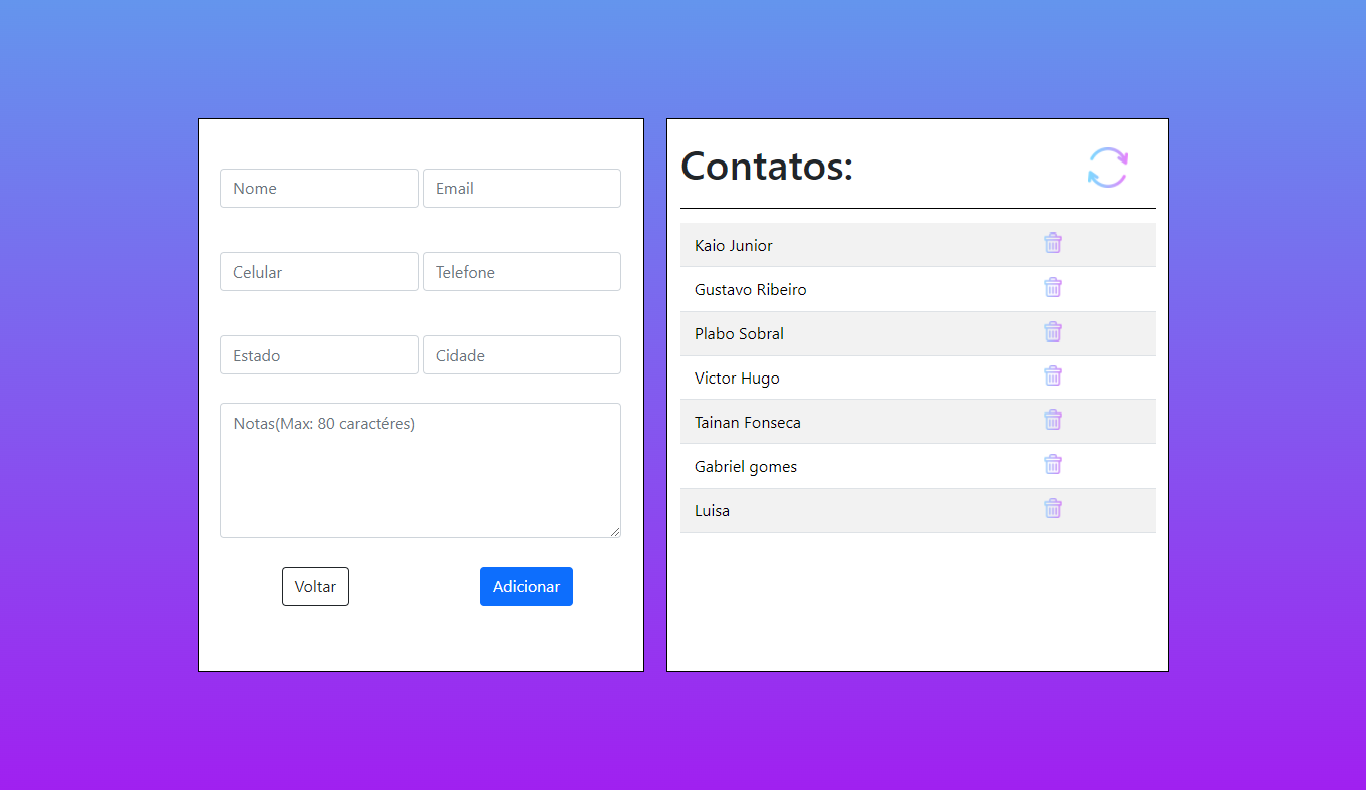 Nome Email
Celular Telefone
Estado Cidade
Notas(Max: 80 caractéres)
Voltar Adicionar
Contatos:
Kaio Junior
Gustavo Ribeiro
Plabo Sobral
Victor Hugo
Tainan Fonseca
Gabriel gomes
Luisa